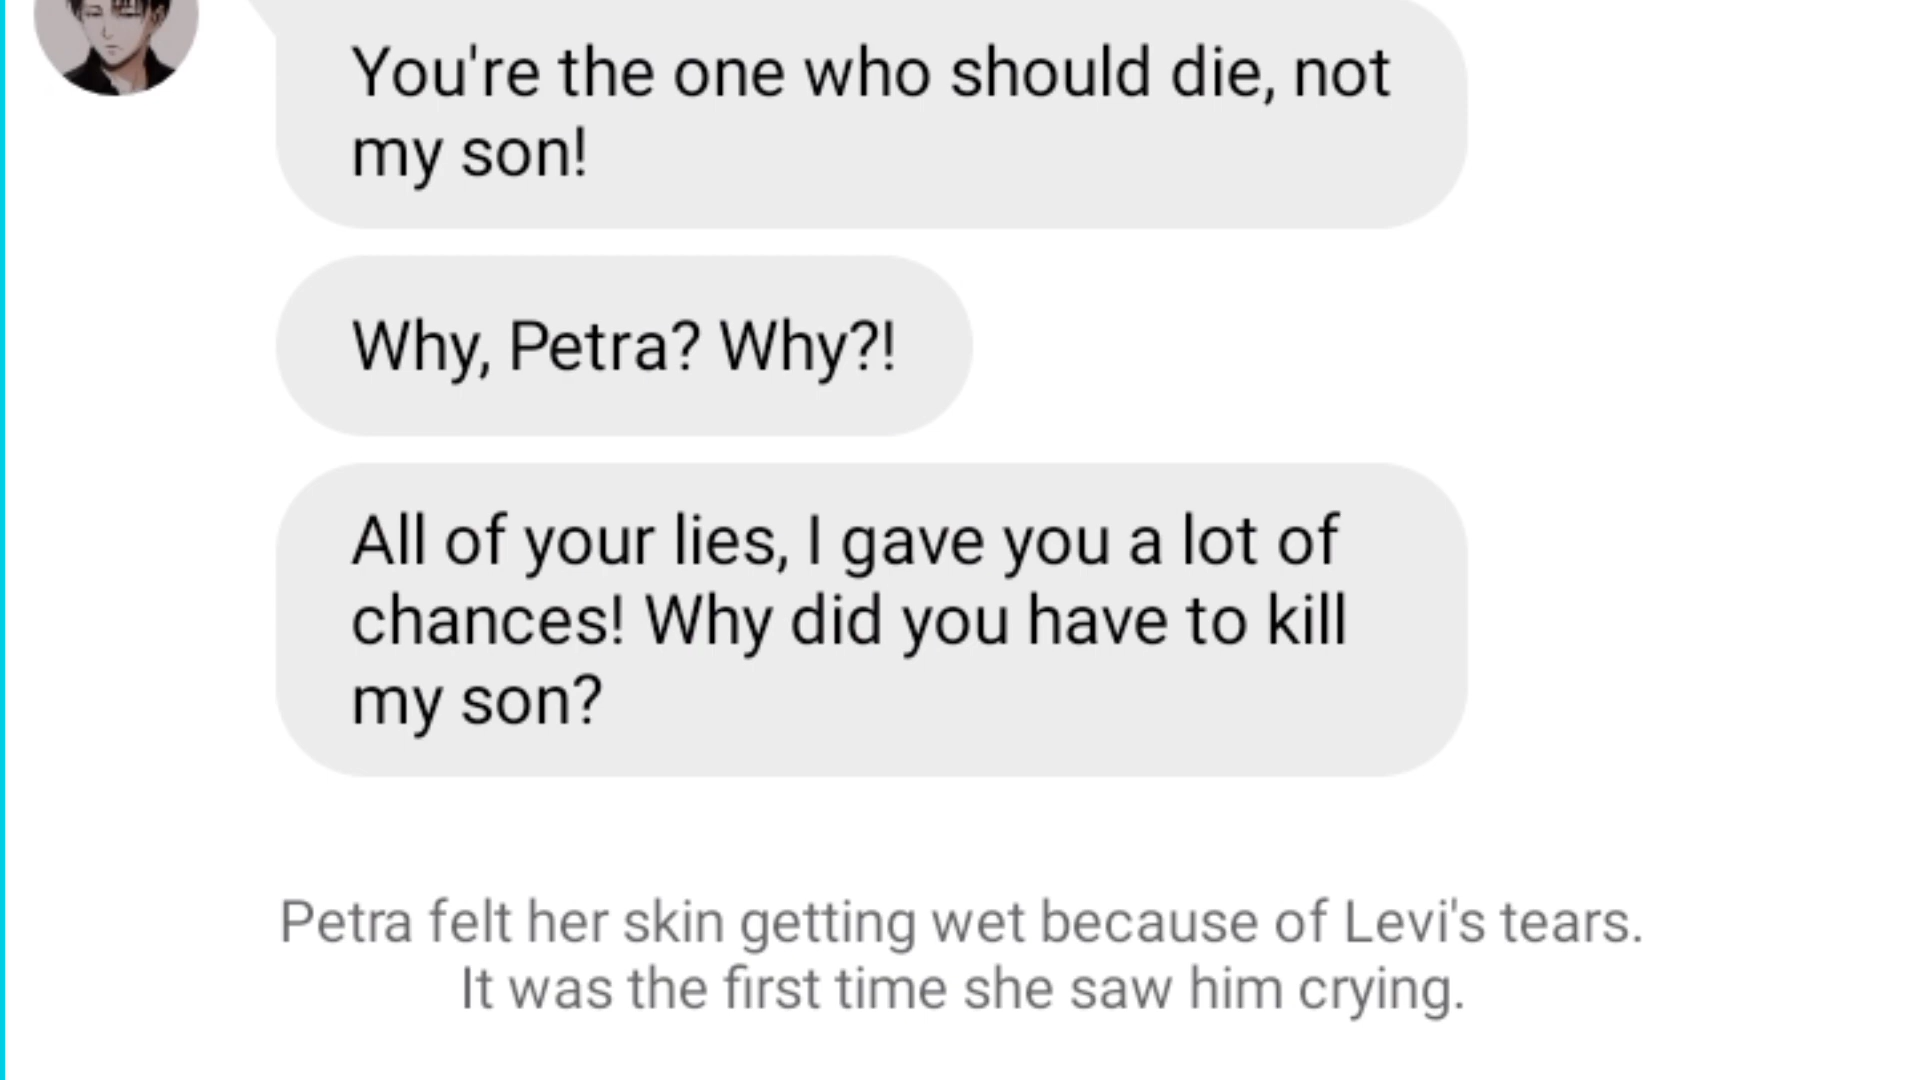 You're the one who should die, not
my son!
Why, Petra? Why?!
All of your lies, I gave you a lot of
chances! Why did you have to kill
my son?
Petra felt her skin getting wet because of Levi's tears.
It was the first time she saw him crying.